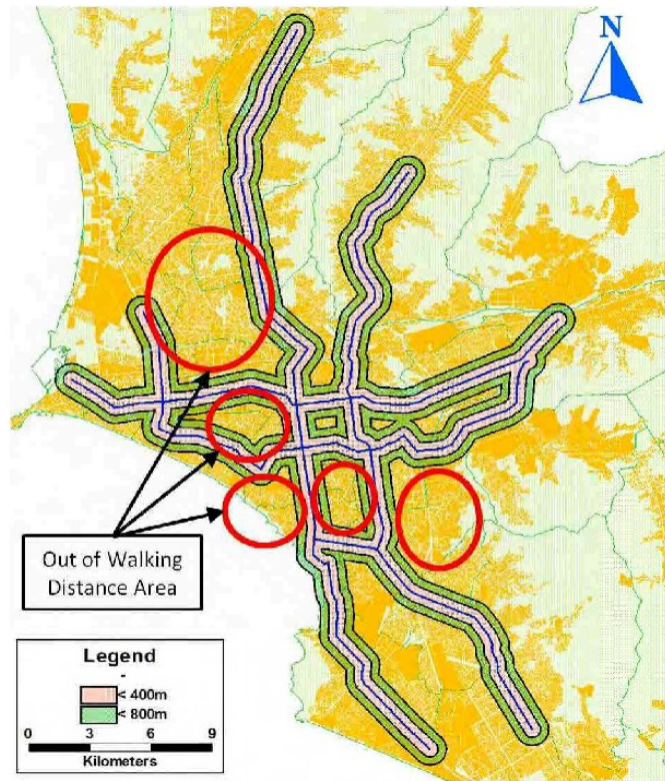 N
Out of Walking
Distance Area
Legend
-
< 400m
< 800m
0 3 6 9
Kilometers